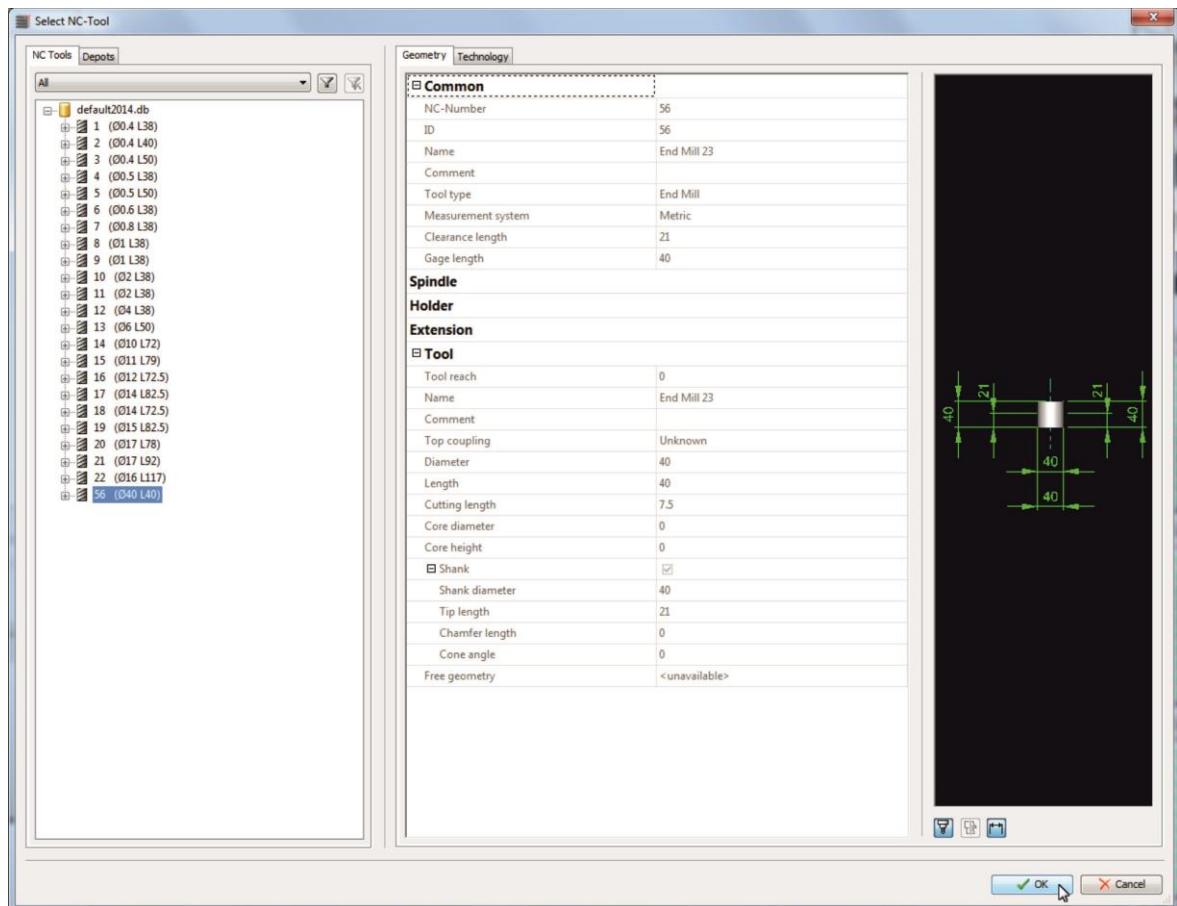 Select NC-Tool
NC Tools Depots
All
default2014.db
1 (Ø0.4 L38)
2 (Ø0.4 L40)
3 (Ø0.4 L50)
4 (Ø0.5 L38)
5 (Ø0.5 L50)
6 (Ø0.6 L38)
7 (Ø0.8 L38)
8 (Ø1 L38)
9 (Ø1 L38)
10 (Ø2 L38)
11 (Ø2 L38)
12 (Ø4 L38)
13 (Ø6 L50)
14 (Ø10 L72)
15 (Ø11 L79)
16 (Ø12 L72.5)
17 (Ø14 L82.5)
18 (Ø14 L72.5)
19 (Ø15 L82.5)
20 (Ø17 L78)
21 (Ø17 L92)
22 (Ø16 L117)
56 (Ø40 L40)
Geometry Technology
Common
NC-Number 56
ID 56
Name End Mill 23
Comment
Tool type End Mill
Measurement system Metric
Clearance length 21
Gage length 40
Spindle
Holder
Extension
Tool
Tool reach 0
Name End Mill 23
Comment
Top coupling Unknown
Diameter 40
Length 40
Cutting length 7.5
Core diameter 0
Core height 0
Shank
Shank diameter 40
Tip length 21
Chamfer length 0
Cone angle 0
Free geometry <unavailable>
40 21 21 40
40
40
OK Cancel